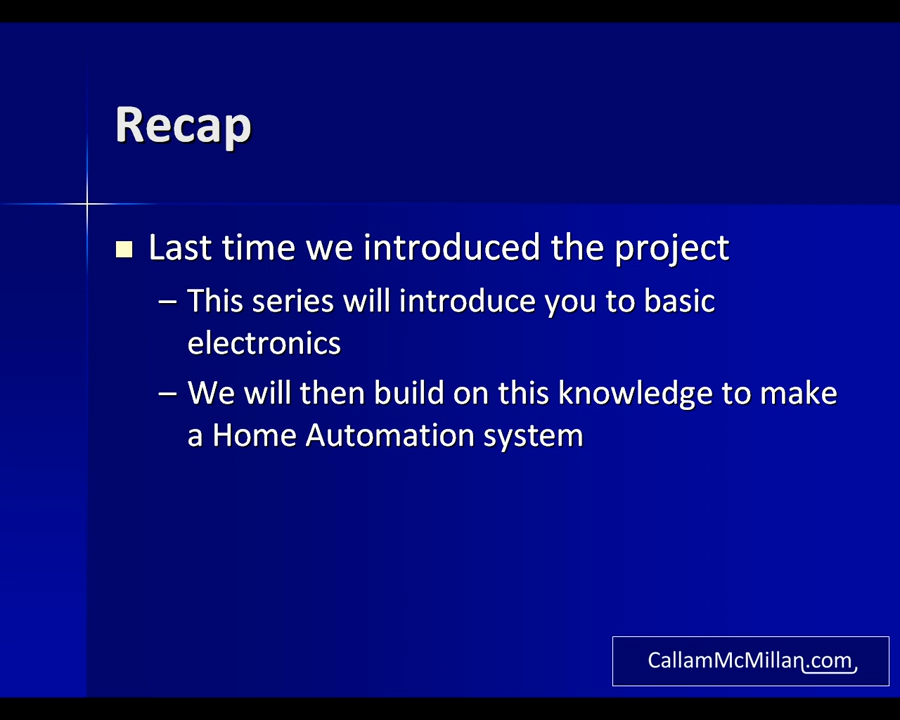 Recap
Last time we introduced the project
– This series will introduce you to basic
electronics
– We will then build on this knowledge to make
a Home Automation system
CallamMcMillan.com